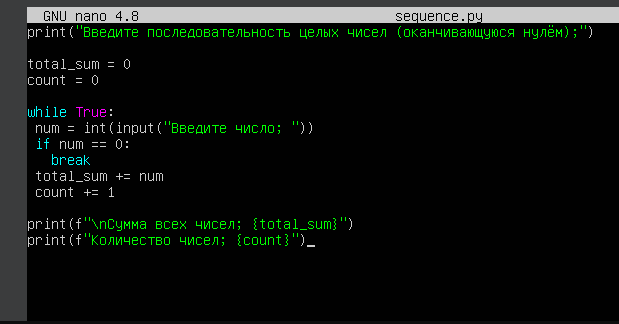 GNU nano 4.8 sequence.py
print("Введите последовательность целых чисел (оканчивающуюся нулём);")
total_sum = 0
count = 0
while True:
 num = int(input("Введите число; "))
 if num == 0:
  break
 total_sum += num
 count += 1
print(f"\nСумма всех чисел; {total_sum}")
print(f"Количество чисел; {count}")